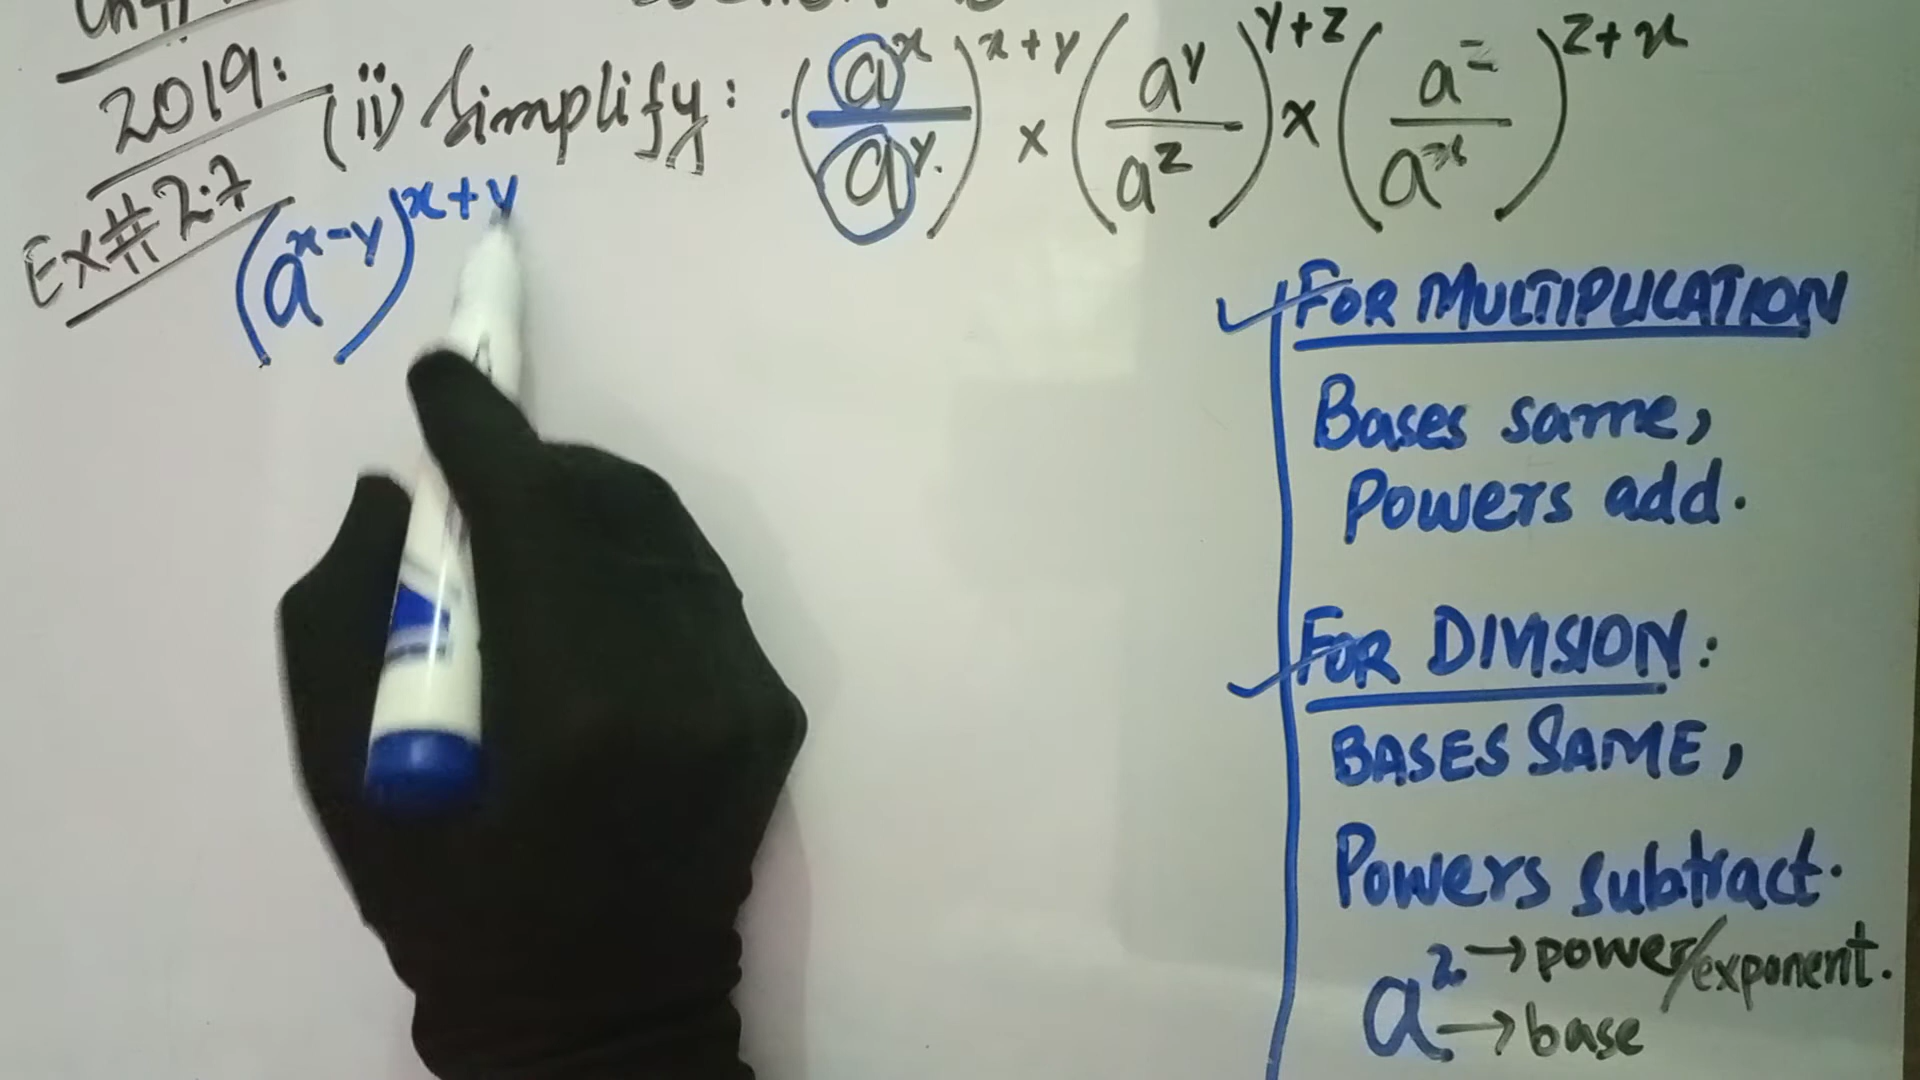 2019:
Ex#2.7
(ii) Simplify: (a^x/a^y)^x+y × (a^y/a^z)^y+z × (a^z/a^x)^z+x
(a^x-y)^x+y
FOR MULTIPLICATION
Bases same,
Powers add.
FOR DIVISION:
BASES SAME,
Powers subtract.
a^2 → power/exponent.
→ base